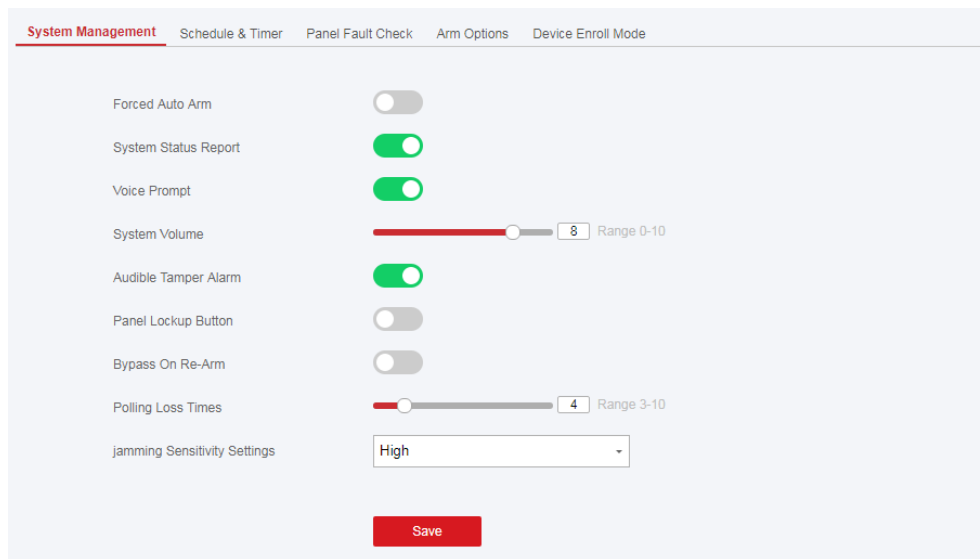 System Management Schedule & Timer Panel Fault Check Arm Options Device Enroll Mode
Forced Auto Arm
System Status Report
Voice Prompt
System Volume 8 Range 0-10
Audible Tamper Alarm
Panel Lockup Button
Bypass On Re-Arm
Polling Loss Times 4 Range 3-10
jamming Sensitivity Settings High
Save